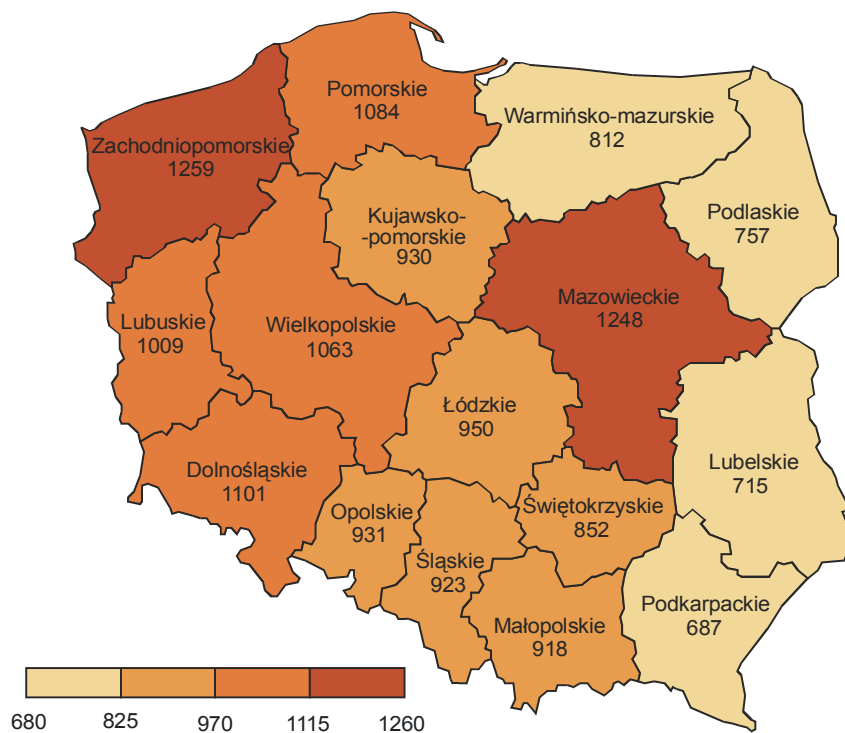 Pomorskie
1084
Warmińsko-mazurskie
812
Zachodniopomorskie
1259
Podlaskie
757
Kujawsko-
-pomorskie
930
Mazowieckie
1248
Lubuskie
1009
Wielkopolskie
1063
Łódzkie
950
Dolnośląskie
1101
Lubelskie
715
Opolskie
931
Świętokrzyskie
852
Śląskie
923
Małopolskie
918
Podkarpackie
687
680 825 970 1115 1260